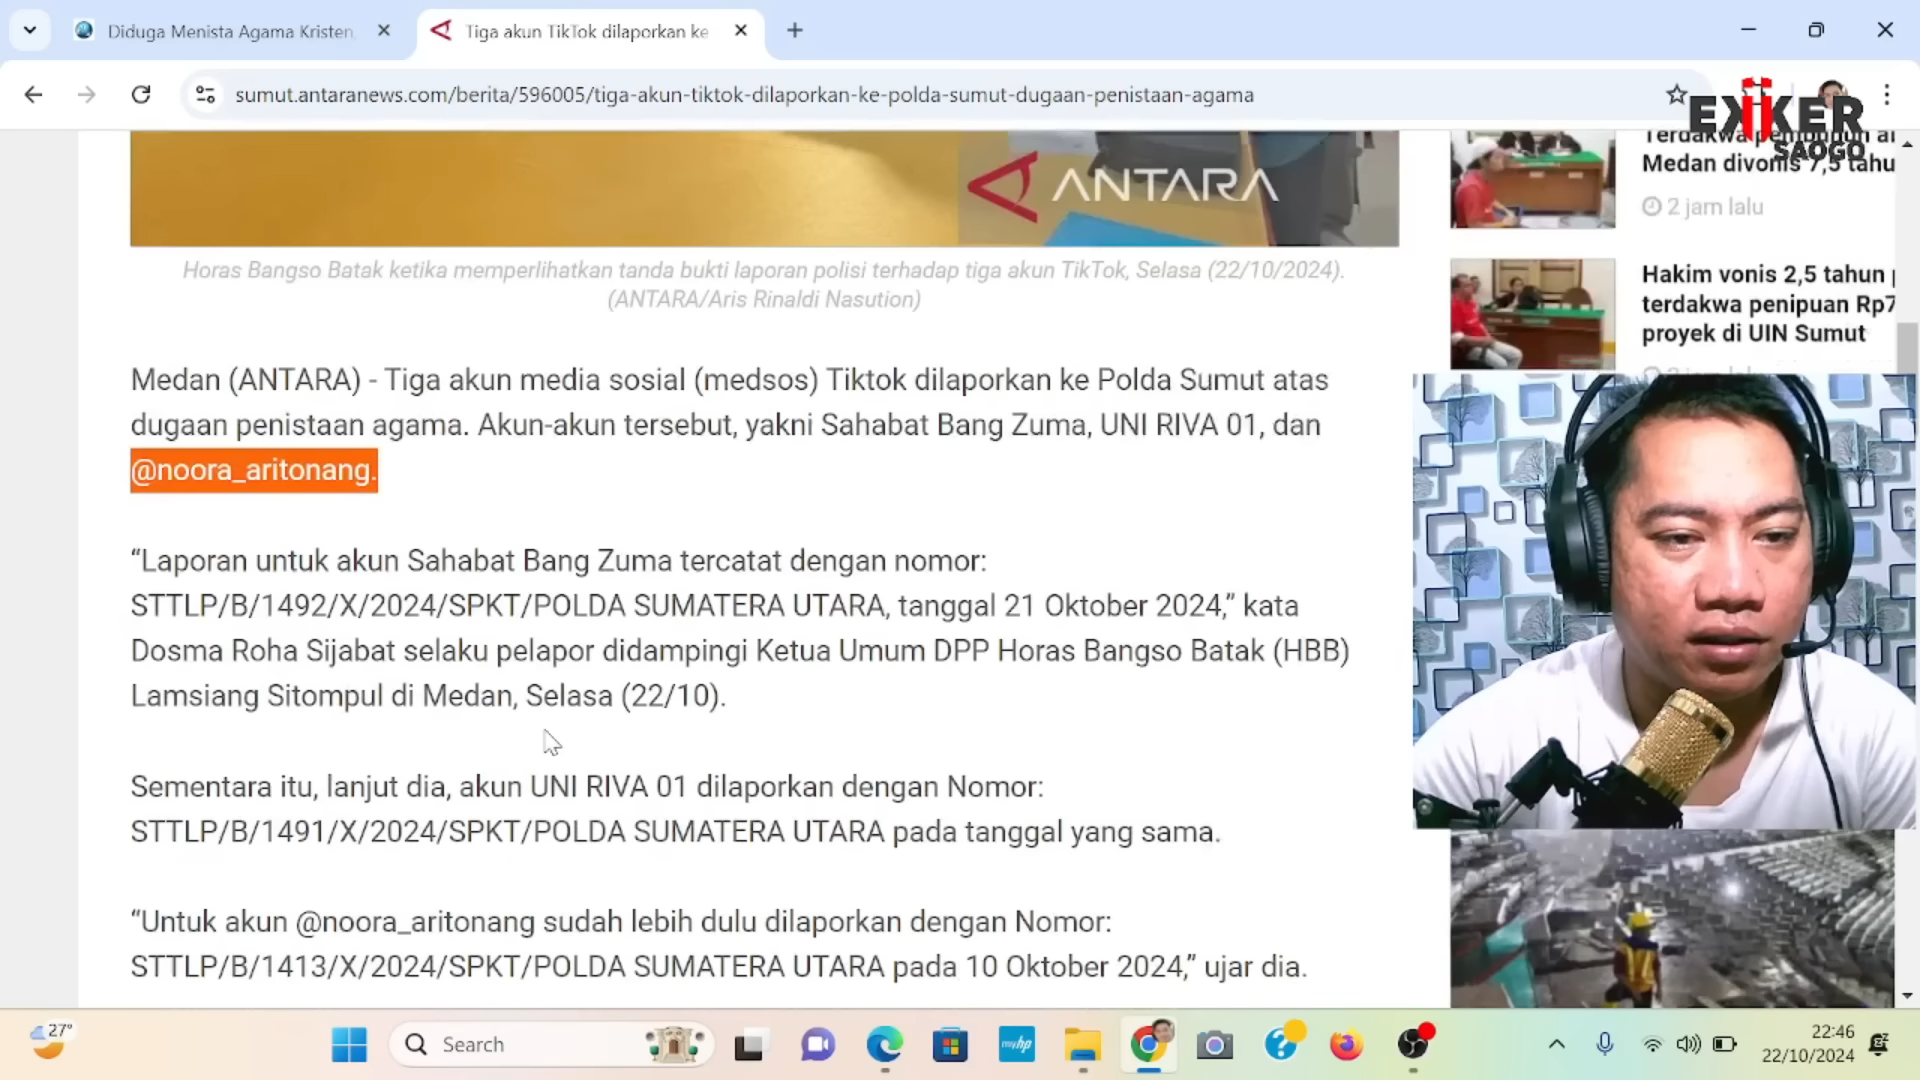 Diduga Menista Agama Kristen
Tiga akun TikTok dilaporkan ke
sumut.antaranews.com/berita/596005/tiga-akun-tiktok-dilaporkan-ke-polda-sumut-dugaan-penistaan-agama
EKIKER
SAOGO
ANTARA
Terdakwa pembunuh
Medan divonis 7,5 tahu
2 jam lalu
Horas Bangso Batak ketika memperlihatkan tanda bukti laporan polisi terhadap tiga akun TikTok, Selasa (22/10/2024).
(ANTARA/Aris Rinaldi Nasution)
Hakim vonis 2,5 tahun
terdakwa penipuan Rp7
proyek di UIN Sumut
Medan (ANTARA) - Tiga akun media sosial (medsos) Tiktok dilaporkan ke Polda Sumut atas
dugaan penistaan agama. Akun-akun tersebut, yakni Sahabat Bang Zuma, UNI RIVA 01, dan
@noora_aritonang.
“Laporan untuk akun Sahabat Bang Zuma tercatat dengan nomor:
STTLP/B/1492/X/2024/SPKT/POLDA SUMATERA UTARA, tanggal 21 Oktober 2024,” kata
Dosma Roha Sijabat selaku pelapor didampingi Ketua Umum DPP Horas Bangso Batak (HBB)
Lamsiang Sitompul di Medan, Selasa (22/10).
Sementara itu, lanjut dia, akun UNI RIVA 01 dilaporkan dengan Nomor:
STTLP/B/1491/X/2024/SPKT/POLDA SUMATERA UTARA pada tanggal yang sama.
“Untuk akun @noora_aritonang sudah lebih dulu dilaporkan dengan Nomor:
STTLP/B/1413/X/2024/SPKT/POLDA SUMATERA UTARA pada 10 Oktober 2024,” ujar dia.
27°
Search
myhp
22:46
22/10/2024